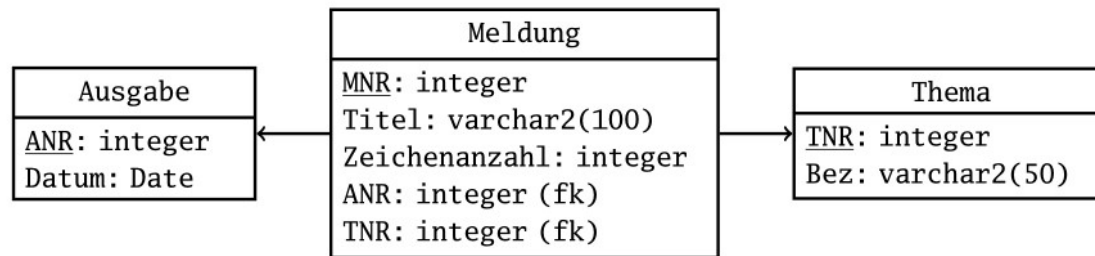 Ausgabe
ANR: integer
Datum: Date
Meldung
MNR: integer
Titel: varchar2(100)
Zeichenanzahl: integer
ANR: integer (fk)
TNR: integer (fk)
Thema
TNR: integer
Bez: varchar2(50)